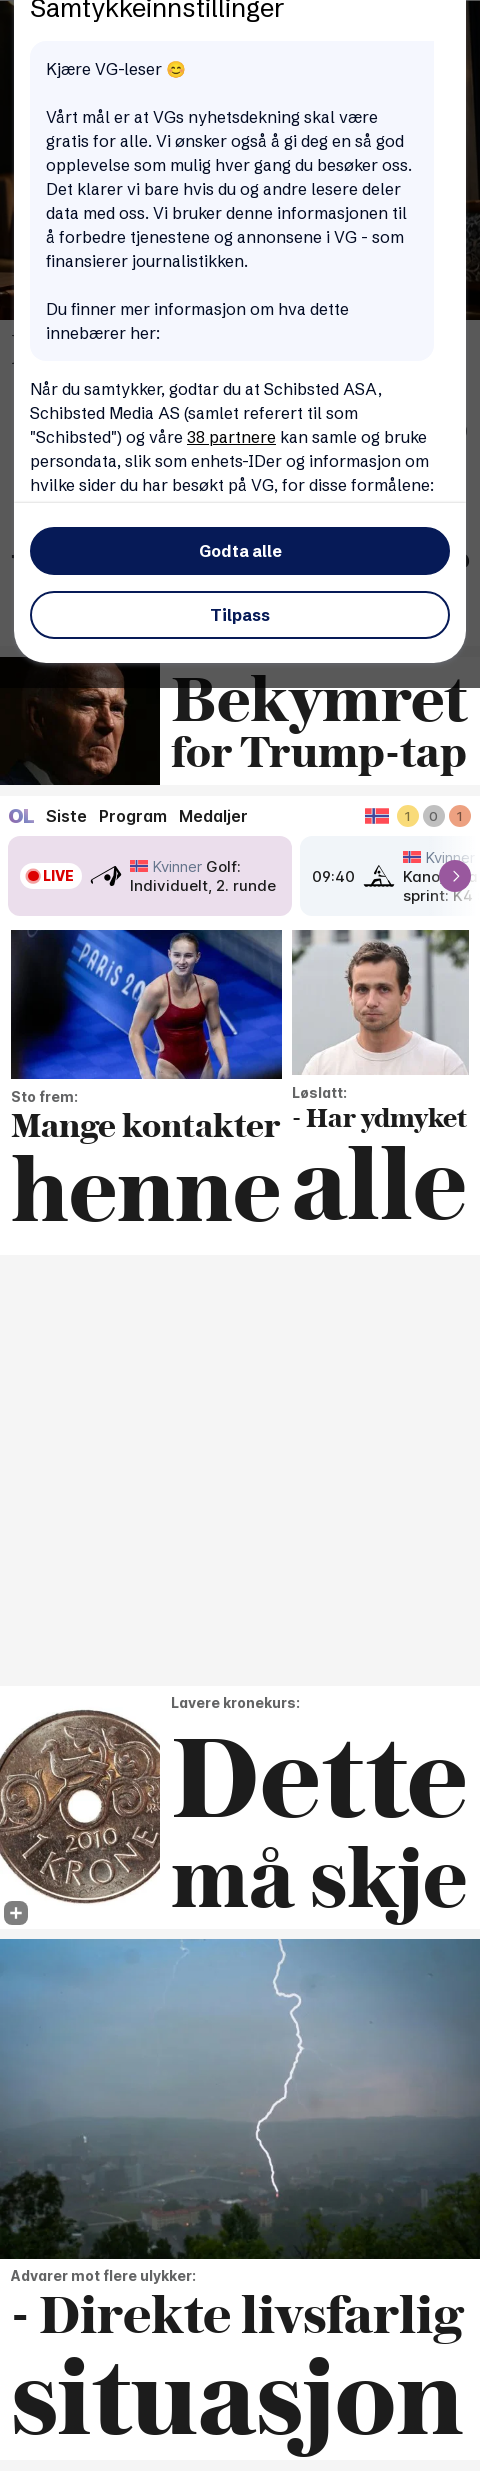 Samtykkeinnstillinger
Kjære VG-leser 😊
Vårt mål er at VGs nyhetsdekning skal være
gratis for alle. Vi ønsker også å gi deg en så god
opplevelse som mulig hver gang du besøker oss.
Det klarer vi bare hvis du og andre lesere deler
data med oss. Vi bruker denne informasjonen til
å forbedre tjenestene og annonsene i VG - som
finansierer journalistikken.
Du finner mer informasjon om hva dette
innebærer her:
Når du samtykker, godtar du at Schibsted ASA,
Schibsted Media AS (samlet referert til som
"Schibsted") og våre 38 partnere kan samle og bruke
persondata, slik som enhets-IDer og informasjon om
hvilke sider du har besøkt på VG, for disse formålene:
Godta alle
Tilpass
Bekymret
for Trump-tap
OL Siste Program Medaljer 1 0 1
LIVE Kvinner Golf:
Individuelt, 2. runde
09:40 Kvinner
sprint: K4
PARIS 20
Sto frem:
Mange kontakter
henne
Løslatt:
- Har ydmyket
alle
Lavere kronekurs:
Dette
må skje
2010
1 KRONE
Advarer mot flere ulykker:
- Direkte livsfarlig
situasjon